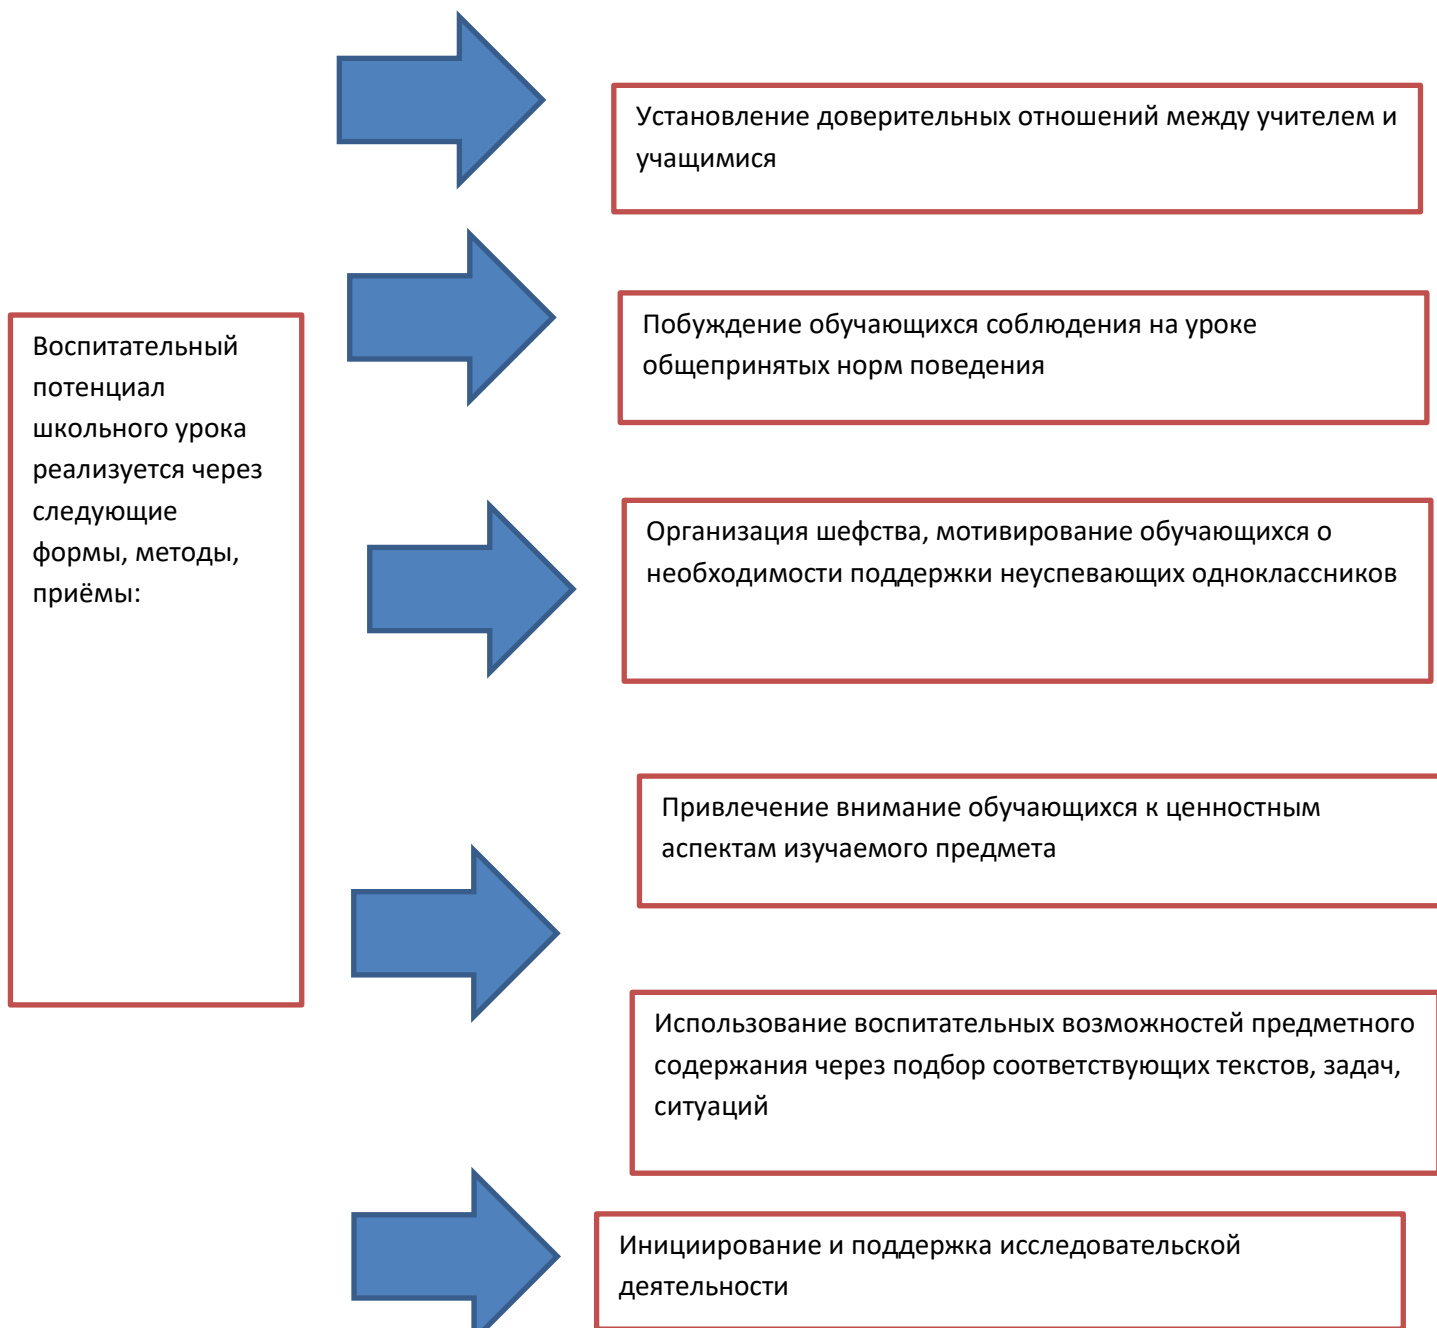 Воспитательный
потенциал
школьного урока
реализуется через
следующие
формы, методы,
приёмы:
Установление доверительных отношений между учителем и
учащимися
Побуждение обучающихся соблюдения на уроке
общепринятых норм поведения
Организация шефства, мотивирование обучающихся о
необходимости поддержки неуспевающих одноклассников
Привлечение внимание обучающихся к ценностным
аспектам изучаемого предмета
Использование воспитательных возможностей предметного
содержания через подбор соответствующих текстов, задач,
ситуаций
Инициирование и поддержка исследовательской
деятельности